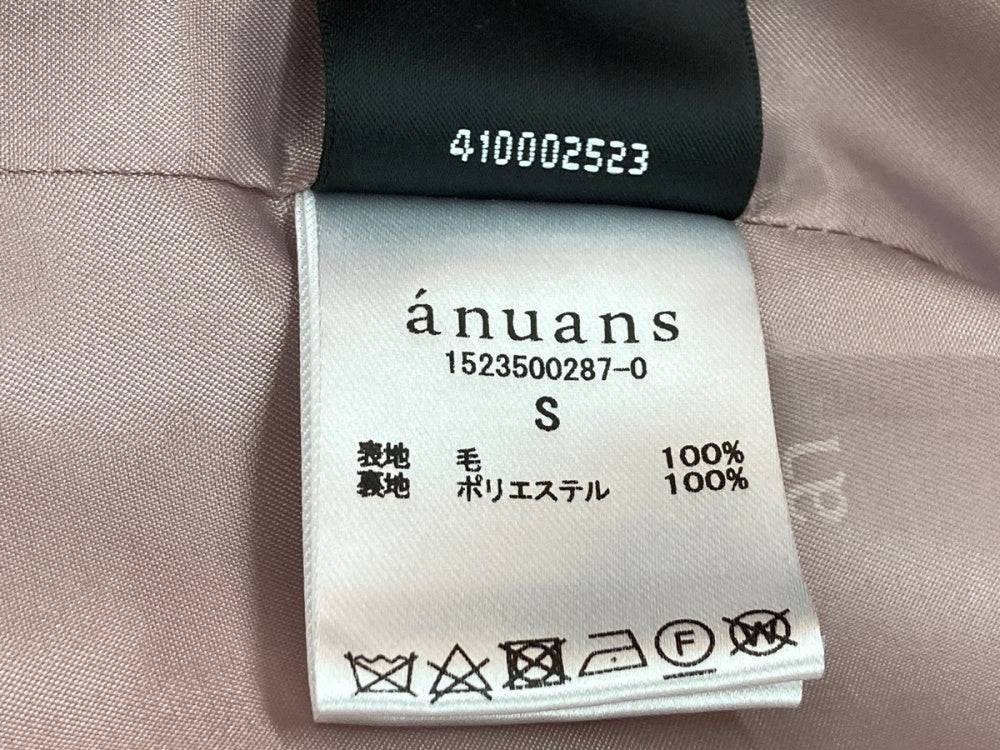 410002523
ánuans
1523500287-0
S
表地 毛 100%
裏地 ポリエステル 100%
F
W